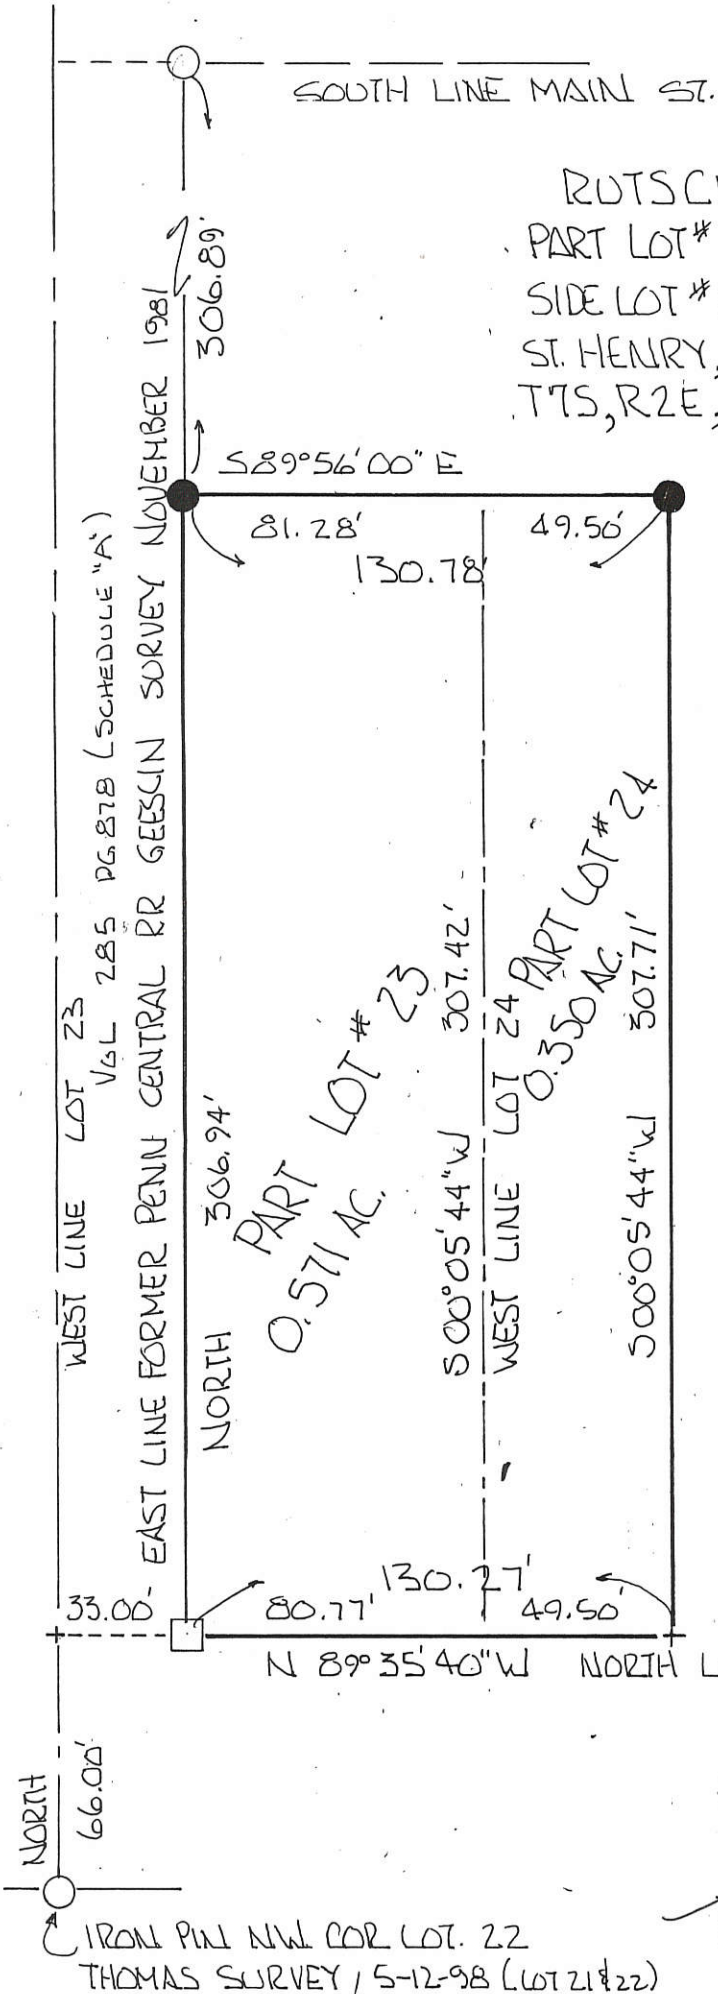 SOUTH LINE MAIN ST.
RUTSC
PART LOT #
SIDE LOT #
ST. HENRY,
T7S, R2E,
306.89'
S89°56'00" E
81.28'
49.50'
130.78'
WEST LINE LOT 23
VOL 285 PG.878 (SCHEDULE "A")
EAST LINE FORMER PENN CENTRAL RR GEESLIN SURVEY NOVEMBER 1981
NORTH 306.94'
PART LOT # 23
0.571 AC.
S00°05'44"W 307.42'
WEST LINE LOT 24
PART LOT # 24
0.350 AC.
S00°05'44"W 307.71'
33.00'
130.27'
80.77'
49.50'
N 89°35'40"W NORTH L
NORTH
66.00'
IRON PIN NW COR LOT. 22
THOMAS SURVEY, 5-12-98 (LOT 21&22)